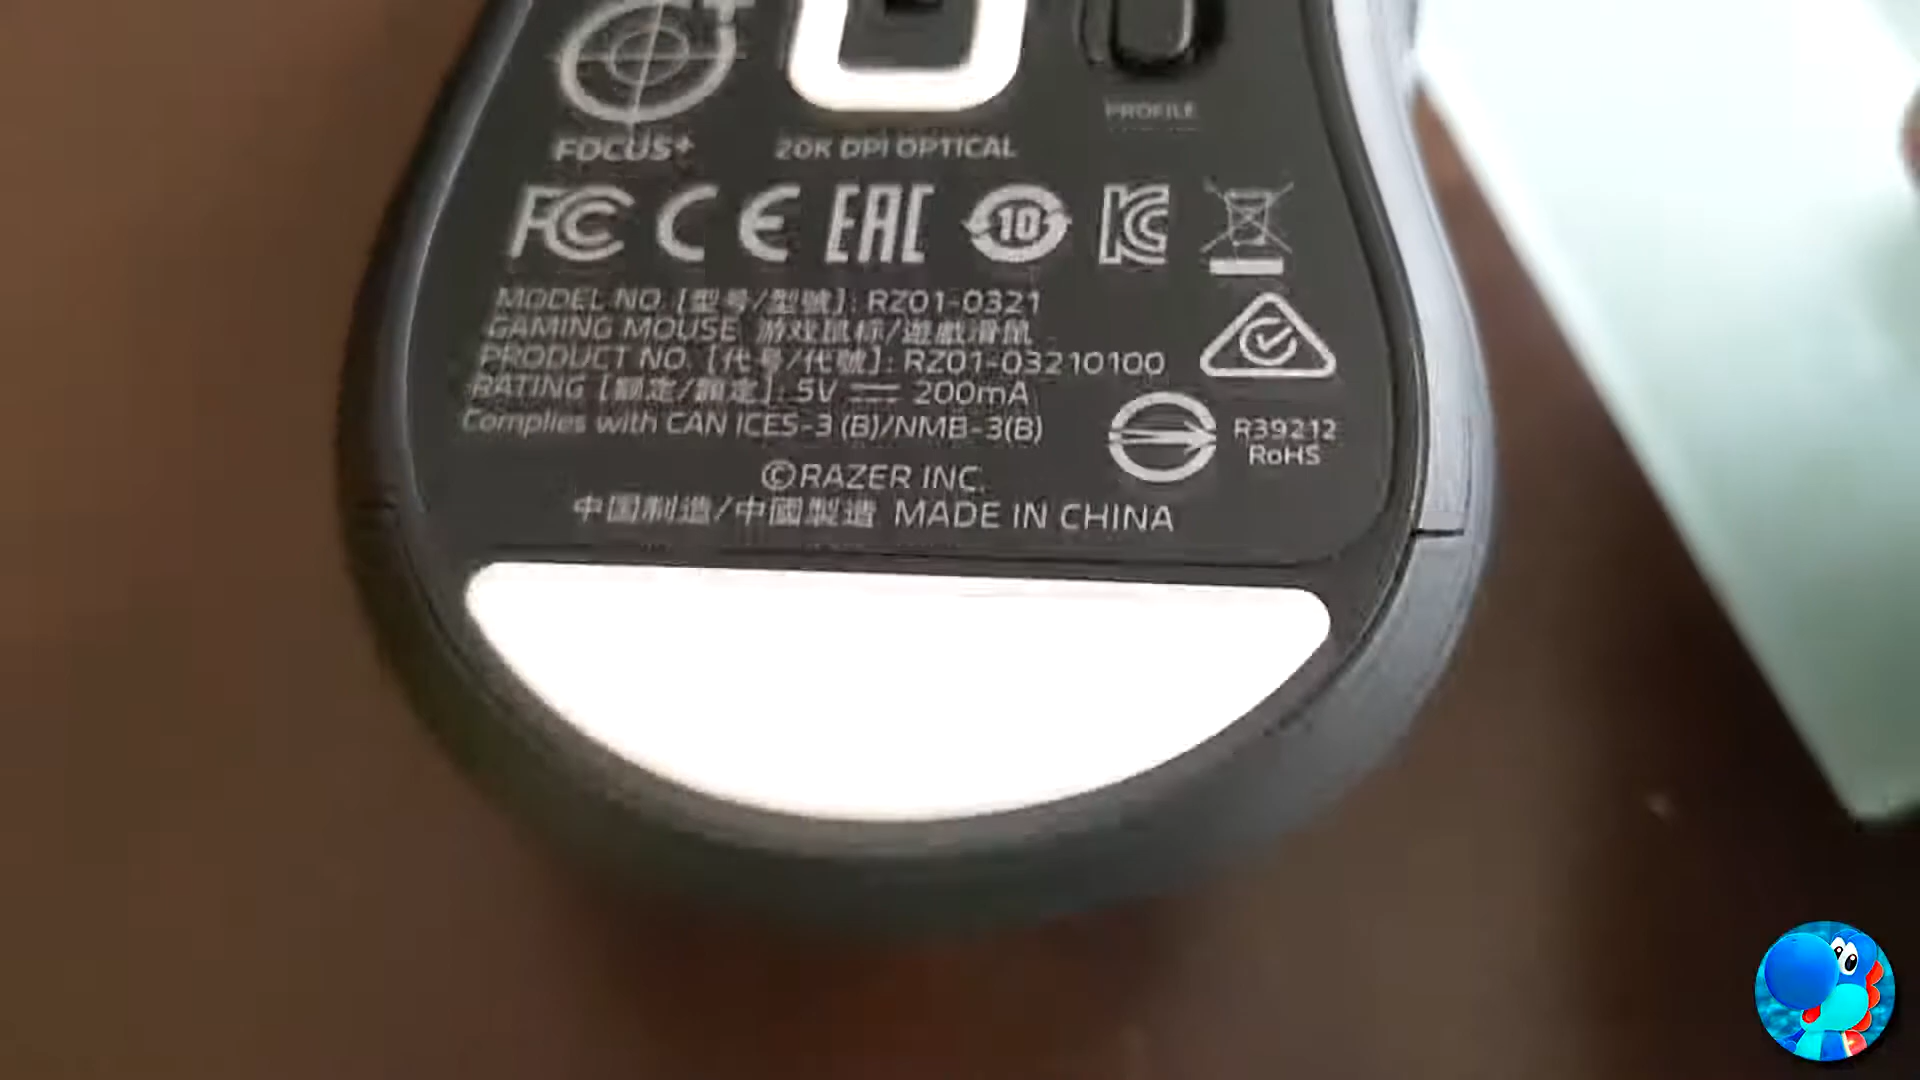 FOCUS+
20K DPI OPTICAL
PROFILE
FC CE EAC 10 KC
MODEL NO. [型号/型號]: RZ01-0321
GAMING MOUSE 游戏鼠标/遊戲滑鼠
PRODUCT NO. [代号/代號]: RZ01-03210100
RATING [额定/額定]: 5V ⎓ 200mA
Complies with CAN ICES-3 (B)/NMB-3(B)
R39212
RoHS
©RAZER INC.
中国制造/中國製造 MADE IN CHINA